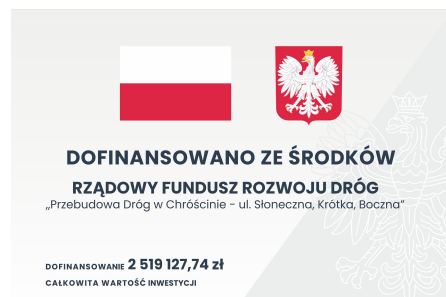 DOFINANSOWANO ZE ŚRODKÓW
RZĄDOWY FUNDUSZ ROZWOJU DRÓG
„Przebudowa Dróg w Chróścinie - ul. Słoneczna, Krótka, Boczna”
DOFINANSOWANIE 2 519 127,74 zł
CAŁKOWITA WARTOŚĆ INWESTYCJI